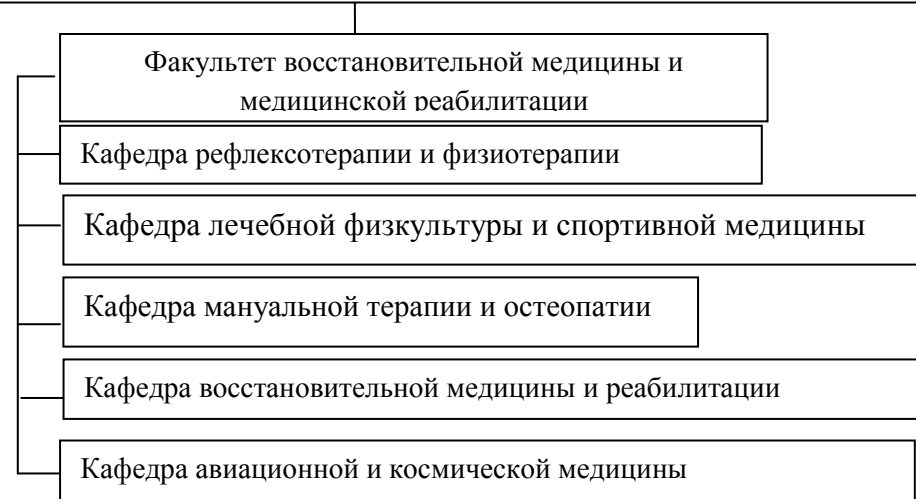 Факультет восстановительной медицины и
медицинской реабилитации
Кафедра рефлексотерапии и физиотерапии
Кафедра лечебной физкультуры и спортивной медицины
Кафедра мануальной терапии и остеопатии
Кафедра восстановительной медицины и реабилитации
Кафедра авиационной и космической медицины